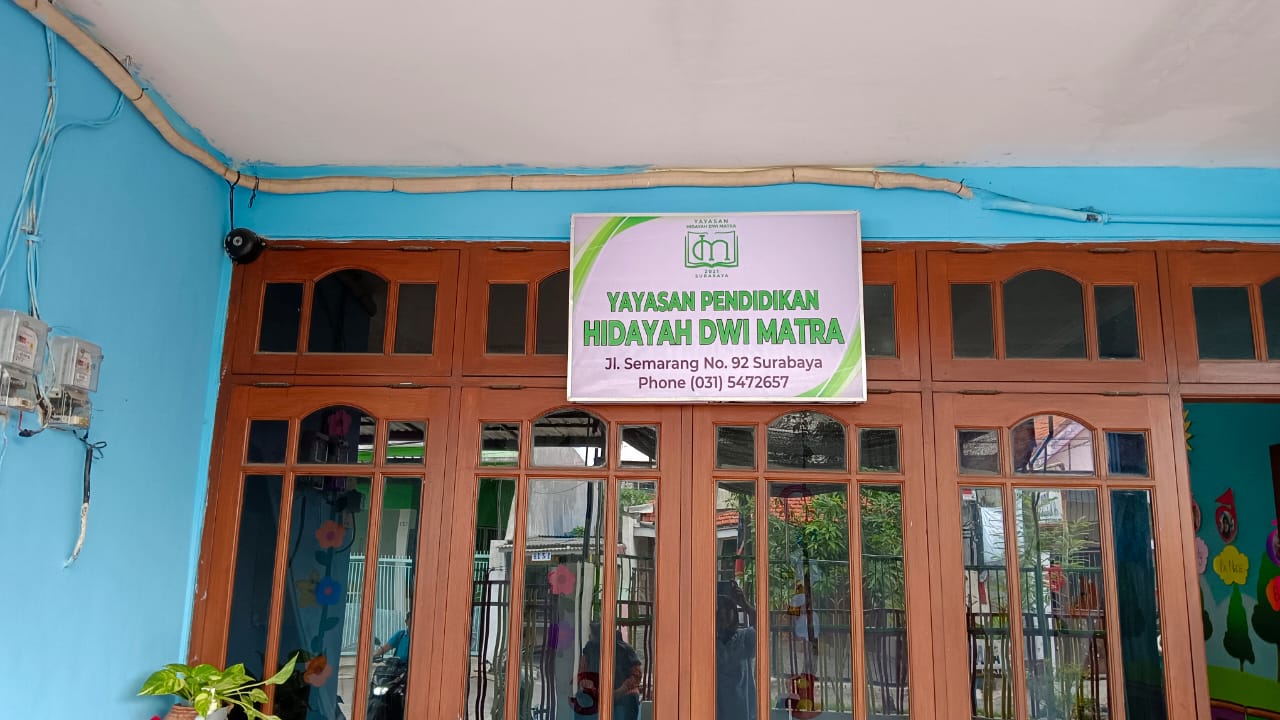 YAYASAN
HIDAYAH DWI MATRA
2021
SURABAYA
YAYASAN PENDIDIKAN
HIDAYAH DWI MATRA
Jl. Semarang No. 92 Surabaya
Phone (031) 5472657